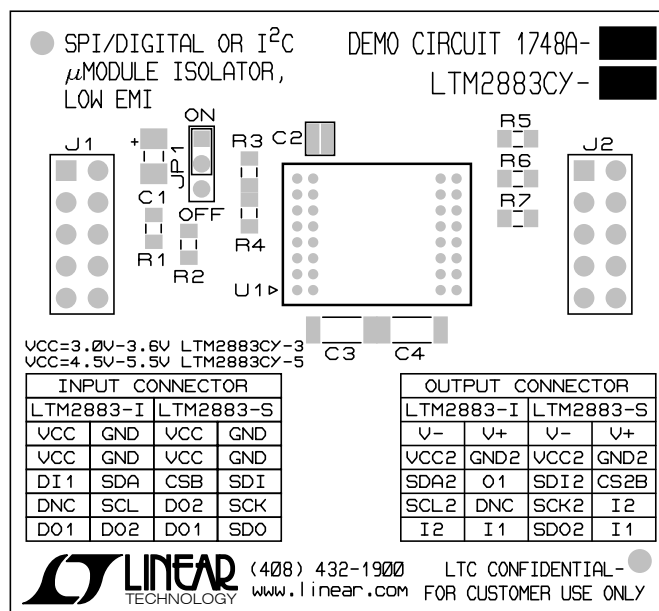 SPI/DIGITAL OR I²C
μMODULE ISOLATOR,
LOW EMI
DEMO CIRCUIT 1748A-
LTM2883CY-
J1
+
C1
ON
JP1
OFF
R1
R2
R3
R4
C2
U1
R5
R6
R7
J2
C3
C4
VCC=3.0V-3.6V LTM2883CY-3
VCC=4.5V-5.5V LTM2883CY-5
INPUT CONNECTOR
LTM2883-I LTM2883-S
VCC GND VCC GND
VCC GND VCC GND
DI1 SDA CSB SDI
DNC SCL DO2 SCK
DO1 DO2 DO1 SDO
OUTPUT CONNECTOR
LTM2883-I LTM2883-S
V- V+ V- V+
VCC2 GND2 VCC2 GND2
SDA2 O1 SDI2 CS2B
SCL2 DNC SCK2 I2
I2 I1 SDO2 I1
LINEAR
TECHNOLOGY
(408) 432-1900
www.linear.com
LTC CONFIDENTIAL-
FOR CUSTOMER USE ONLY